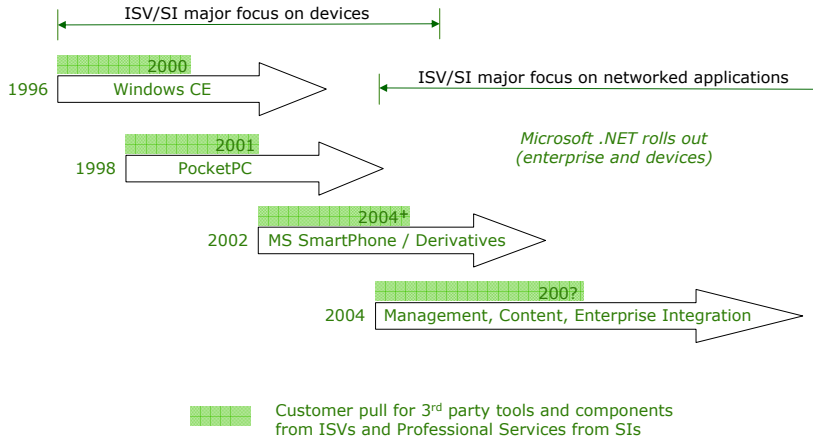 ISV/SI major focus on devices
2000
ISV/SI major focus on networked applications
1996
Windows CE
2001
Microsoft .NET rolls out
(enterprise and devices)
1998
PocketPC
2004+
2002
MS SmartPhone / Derivatives
200?
2004
Management, Content, Enterprise Integration
Customer pull for 3rd party tools and components
from ISVs and Professional Services from SIs